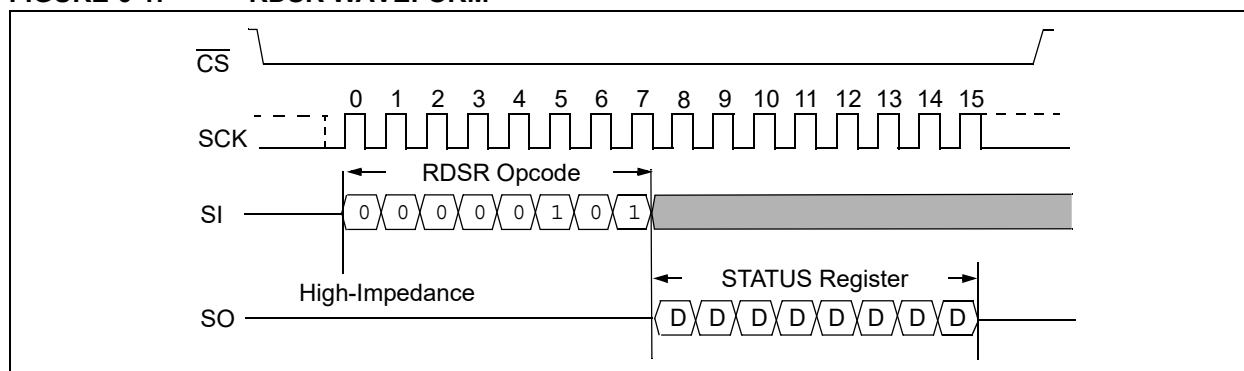 CS
0 1 2 3 4 5 6 7 8 9 10 11 12 13 14 15
SCK
RDSR Opcode
SI 0 0 0 0 0 1 0 1
STATUS Register
High-Impedance
SO D D D D D D D D